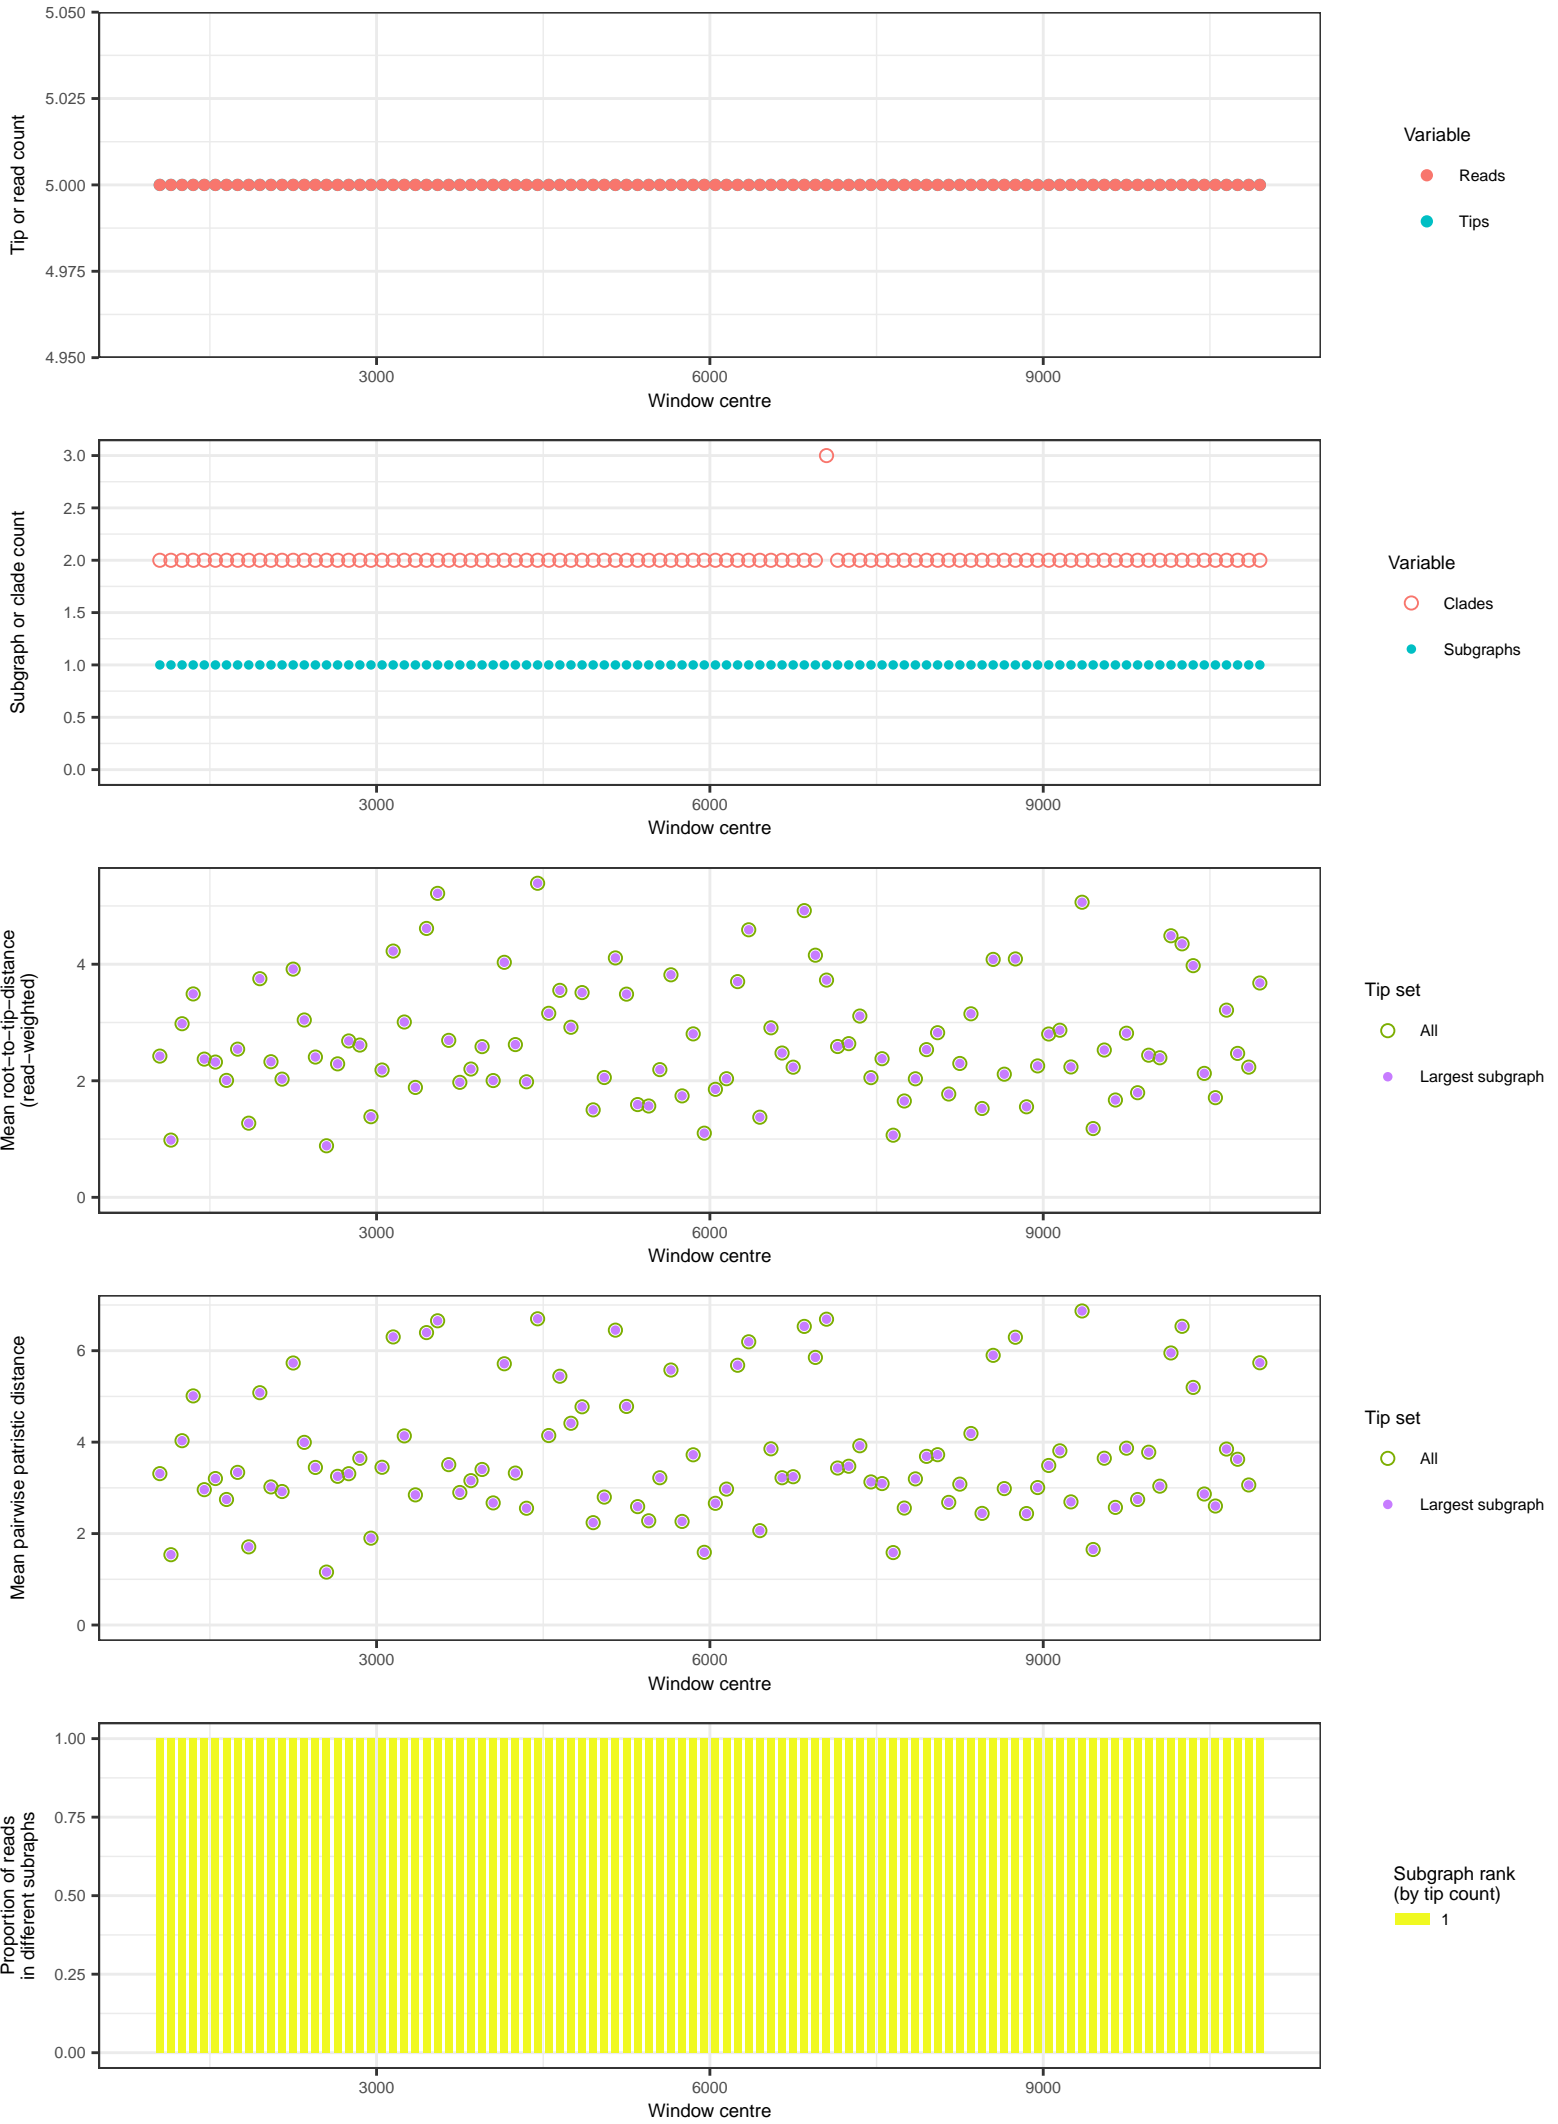 5.050
5.025
5.000
4.975
4.950
Tip or read count
3000 6000 9000
Window centre
Variable
Reads
Tips
3.0
2.5
2.0
1.5
1.0
0.5
0.0
Subgraph or clade count
3000 6000 9000
Window centre
Variable
Clades
Subgraphs
4
2
0
Mean root−to−tip−distance
(read−weighted)
3000 6000 9000
Window centre
Tip set
All
Largest subgraph
6
4
2
0
Mean pairwise patristic distance
3000 6000 9000
Window centre
Tip set
All
Largest subgraph
1.00
0.75
0.50
0.25
0.00
Proportion of reads
in different subraphs
3000 6000 9000
Window centre
Subgraph rank
(by tip count)
1